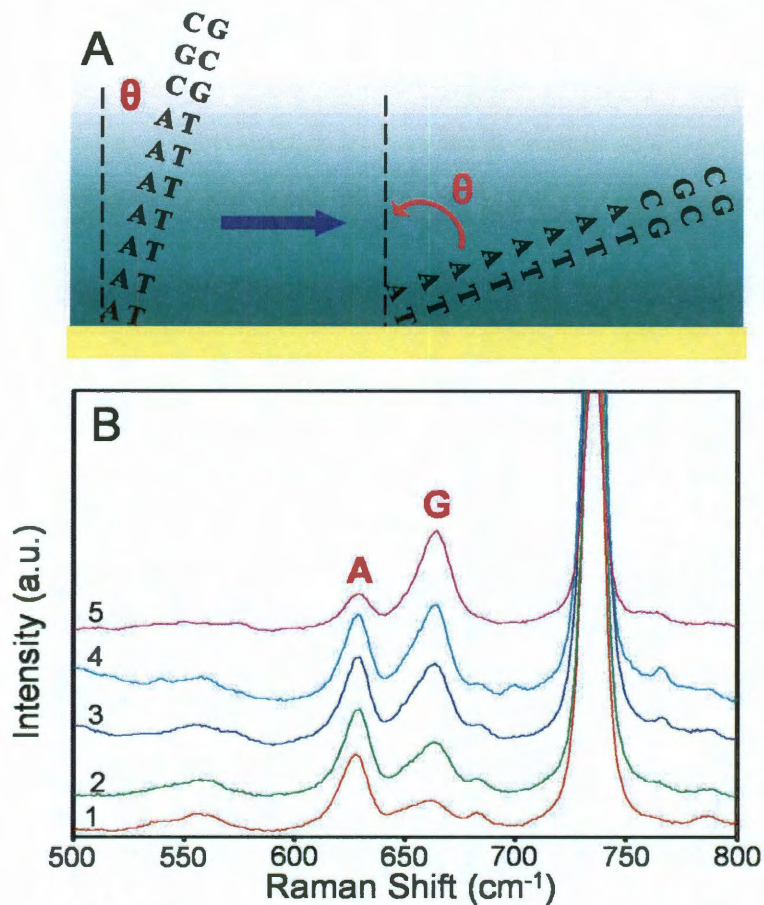 A
CG
GC
θ
CG
AT
AT
AT
AT
AT
AT
AT
θ
AT
AT
AT
AT
AT
AT
AT
AT
CG
GC
CG
B
A
G
5
4
3
2
1
Intensity (a.u.)
500 550 600 650 700 750 800
Raman Shift (cm⁻¹)